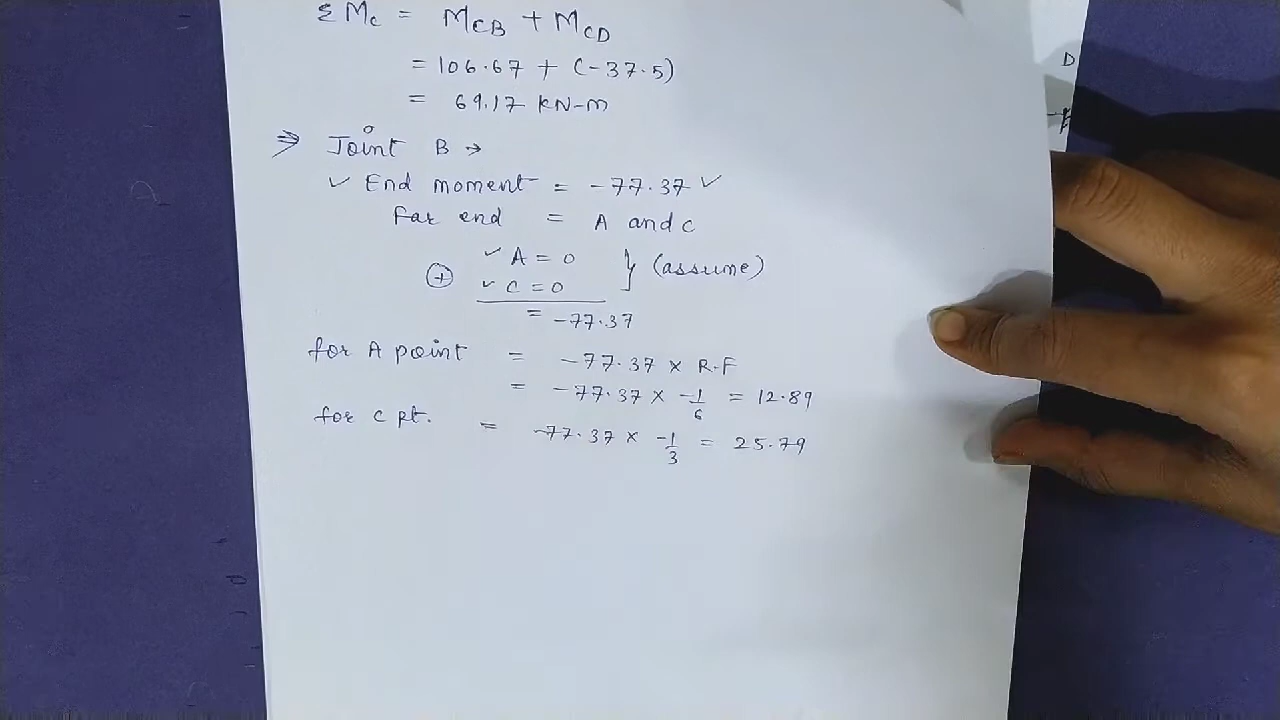 Σ Mc = MCB + MCD
= 106.67 + (-37.5)
= 69.17 kN-m
⇒ Joint B →
✓ End moment = -77.37 ✓
far end = A and C
✓ A = 0
⊕ ✓ C = 0 } (assume)
= -77.37
for A point = -77.37 × R.F
= -77.37 × -1/6 = 12.89
for C pt. = -77.37 × -1/3 = 25.79
D